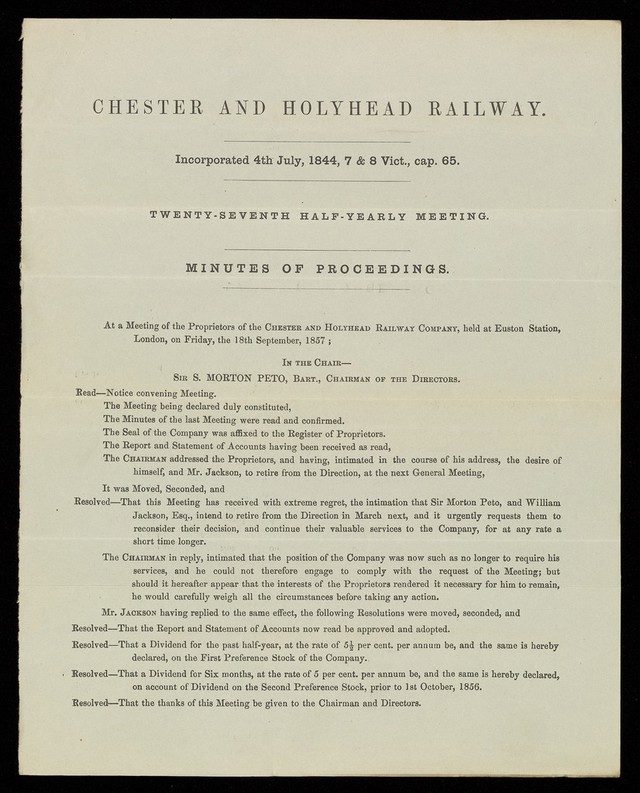 CHESTER AND HOLYHEAD RAILWAY.
Incorporated 4th July, 1844, 7 & 8 Vict., cap. 65.
TWENTY-SEVENTH HALF-YEARLY MEETING.
MINUTES OF PROCEEDINGS.
At a Meeting of the Proprietors of the CHESTER AND HOLYHEAD RAILWAY COMPANY, held at Euston Station,
London, on Friday, the 18th September, 1857 ;
IN THE CHAIR—
SIR S. MORTON PETO, BART., CHAIRMAN OF THE DIRECTORS.
Read—Notice convening Meeting.
The Meeting being declared duly constituted,
The Minutes of the last Meeting were read and confirmed.
The Seal of the Company was affixed to the Register of Proprietors.
The Report and Statement of Accounts having been received as read,
The CHAIRMAN addressed the Proprietors, and having, intimated in the course of his address, the desire of
himself, and Mr. Jackson, to retire from the Direction, at the next General Meeting,
It was Moved, Seconded, and
Resolved—That this Meeting has received with extreme regret, the intimation that Sir Morton Peto, and William
Jackson, Esq., intend to retire from the Direction in March next, and it urgently requests them to
reconsider their decision, and continue their valuable services to the Company, for at any rate a
short time longer.
The CHAIRMAN in reply, intimated that the position of the Company was now such as no longer to require his
services, and he could not therefore engage to comply with the request of the Meeting; but
should it hereafter appear that the interests of the Proprietors rendered it necessary for him to remain,
he would carefully weigh all the circumstances before taking any action.
Mr. JACKSON having replied to the same effect, the following Resolutions were moved, seconded, and
Resolved—That the Report and Statement of Accounts now read be approved and adopted.
Resolved—That a Dividend for the past half-year, at the rate of 5½ per cent. per annum be, and the same is hereby
declared, on the First Preference Stock of the Company.
Resolved—That a Dividend for Six months, at the rate of 5 per cent. per annum be, and the same is hereby declared,
on account of Dividend on the Second Preference Stock, prior to 1st October, 1856.
Resolved—That the thanks of this Meeting be given to the Chairman and Directors.